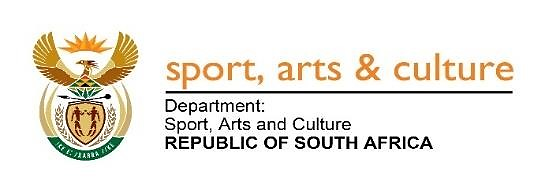 sport, arts & culture
Department:
Sport, Arts and Culture
REPUBLIC OF SOUTH AFRICA